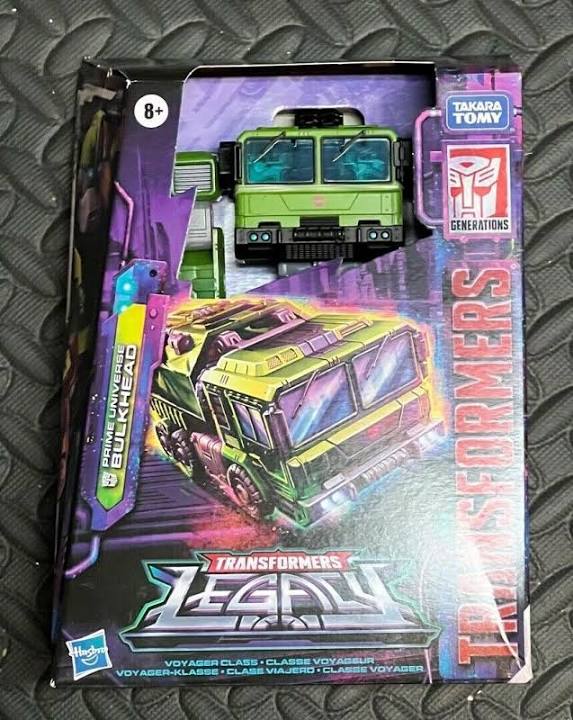 8+
TAKARA
TOMY
GENERATIONS
TRANSFORMERS
PRIME UNIVERSE
BULKHEAD
TRANSFORMERS
LEGACY
Hasbro
VOYAGER CLASS • CLASSE VOYAGEUR
VOYAGER-KLASSE • CLASE VIAJERO • CLASSE VOYAGER